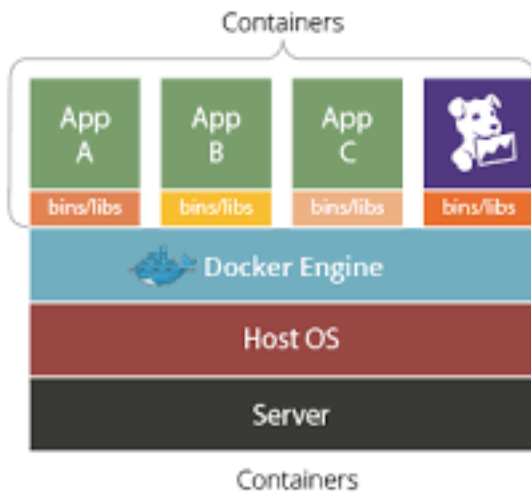 Containers
App
A
App
B
App
C
bins/libs
bins/libs
bins/libs
bins/libs
Docker Engine
Host OS
Server
Containers